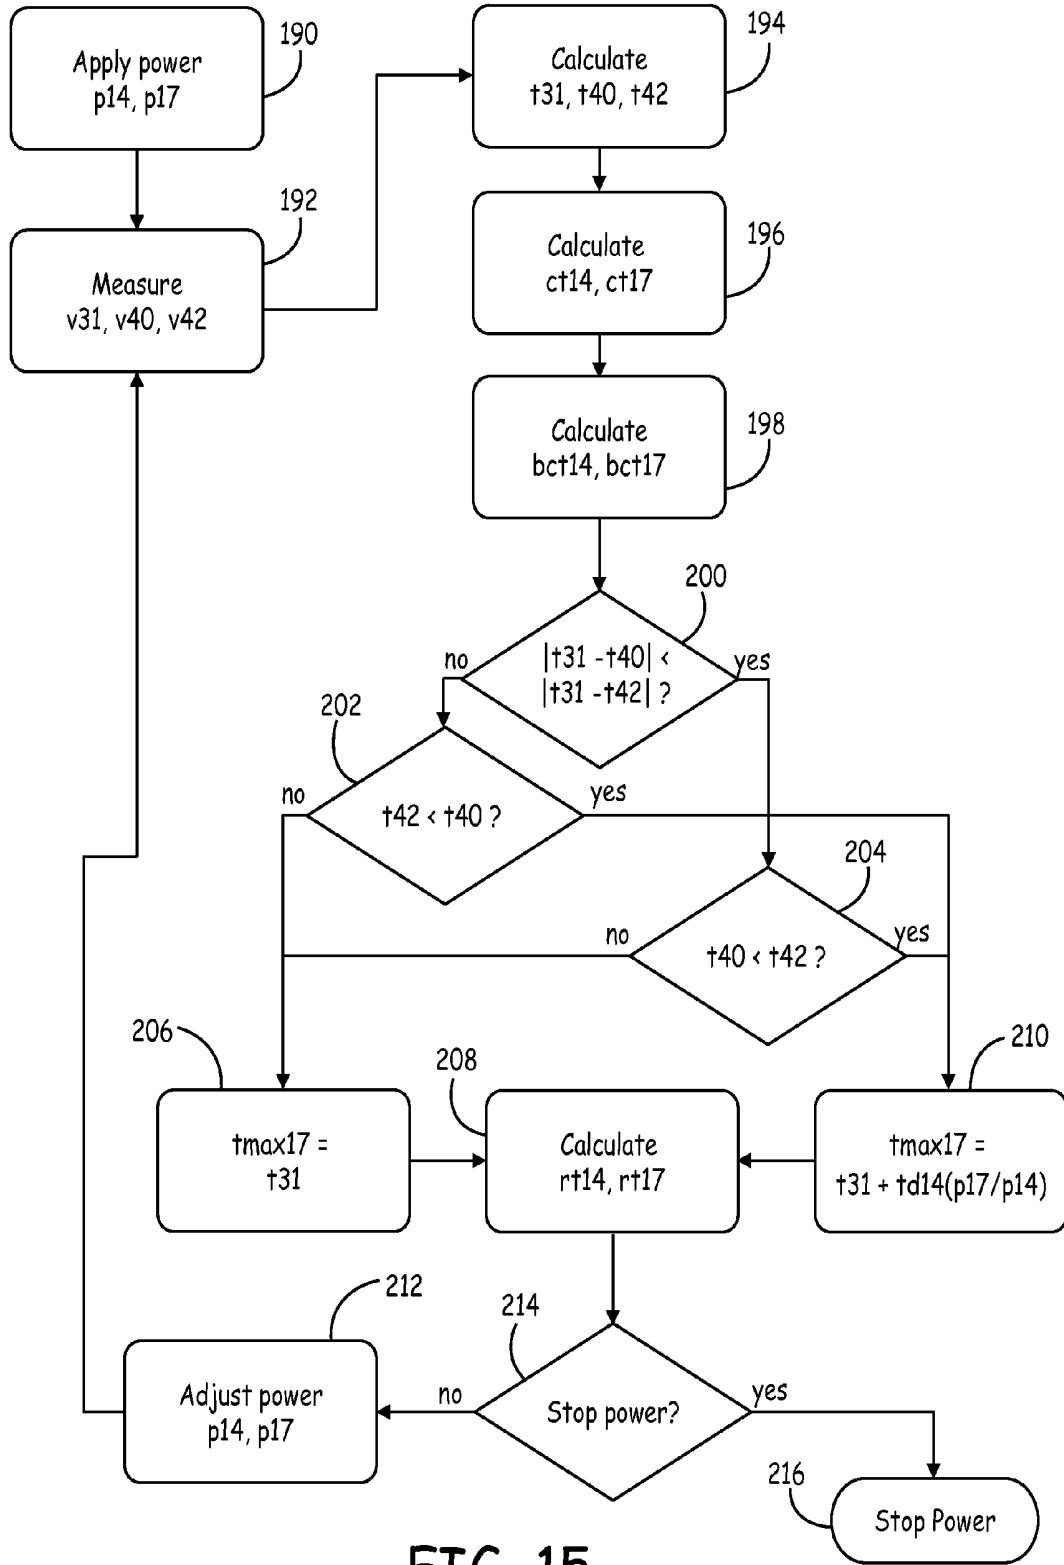 Apply power
p14, p17
190
Calculate
t31, t40, t42
194
Measure
v31, v40, v42
192
Calculate
ct14, ct17
196
Calculate
bct14, bct17
198
200
|t31 -t40| <
|t31 -t42| ?
no
yes
202
t42 < t40 ?
no
yes
204
t40 < t42 ?
no
yes
206
tmax17 =
t31
208
Calculate
rt14, rt17
210
tmax17 =
t31 + td14(p17/p14)
212
Adjust power
p14, p17
214
Stop power?
no
yes
216
Stop Power
FIG. 15